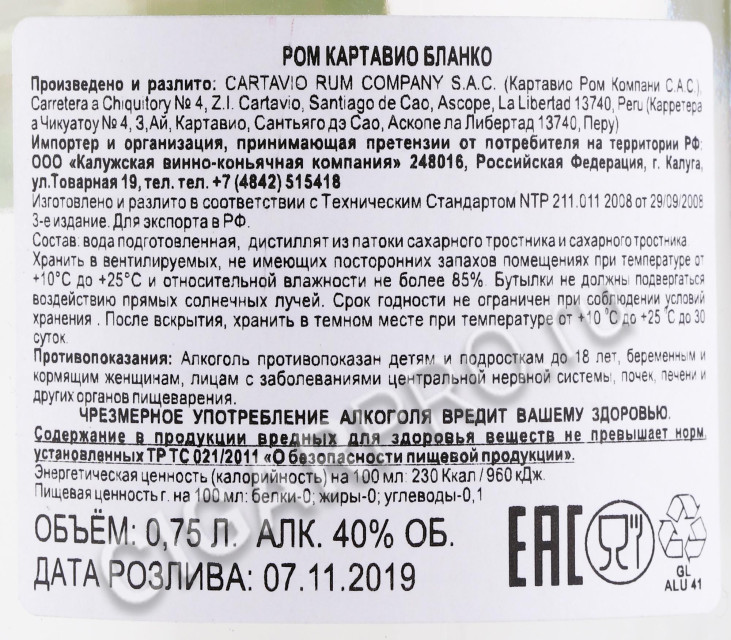 РОМ КАРТАВИО БЛАНКО
Произведено и разлито: CARTAVIO RUM COMPANY S.A.C. (Картавио Ром Компани С.А.С.),
Carretera a Chiquitory № 4, Z.I. Cartavio, Santiago de Cao, Ascope, La Libertad 13740, Peru (Карретера
а Чикуатоу № 4, З,Ай, Картавио, Сантьяго дэ Сао, Аскопе ла Либертад 13740, Перу)
Импортер и организация, принимающая претензии от потребителя на территории РФ:
ООО «Калужская винно-коньячная компания» 248016, Российская Федерация, г. Калуга,
ул.Товарная 19, тел. тел. +7 (4842) 515418
Изготовлено и разлито в соответствии с Техническим Стандартом NTP 211.011 2008 от 29/09/2008
3-е издание. Для экспорта в РФ.
Состав: вода подготовленная, дистиллят из патоки сахарного тростника и сахарного тростника.
Хранить в вентилируемых, не имеющих посторонних запахов помещениях при температуре от
+10°С до +25°С и относительной влажности не более 85%. Бутылки не должны подвергаться
воздействию прямых солнечных лучей. Срок годности не ограничен при соблюдении условий
хранения . После вскрытия, хранить в темном месте при температуре от +10 °С до +25 °С до 30
суток.
Противопоказания: Алкоголь противопоказан детям и подросткам до 18 лет, беременным и
кормящим женщинам, лицам с заболеваниями центральной нервной системы, почек, печени и
других органов пищеварения.
ЧРЕЗМЕРНОЕ УПОТРЕБЛЕНИЕ АЛКОГОЛЯ ВРЕДИТ ВАШЕМУ ЗДОРОВЬЮ.
Содержание в продукции вредных для здоровья веществ не превышает норм,
установленных ТР ТС 021/2011 «О безопасности пищевой продукции».
Энергетическая ценность (калорийность) на 100 мл: 230 Ккал / 960 кДж.
Пищевая ценность г. на 100 мл: белки-0; жиры-0; углеводы-0,1
ОБЪЁМ: 0,75 Л. АЛК. 40% ОБ.
ДАТА РОЗЛИВА: 07.11.2019
EAC
GL
ALU 41
CIGARPRO.ru